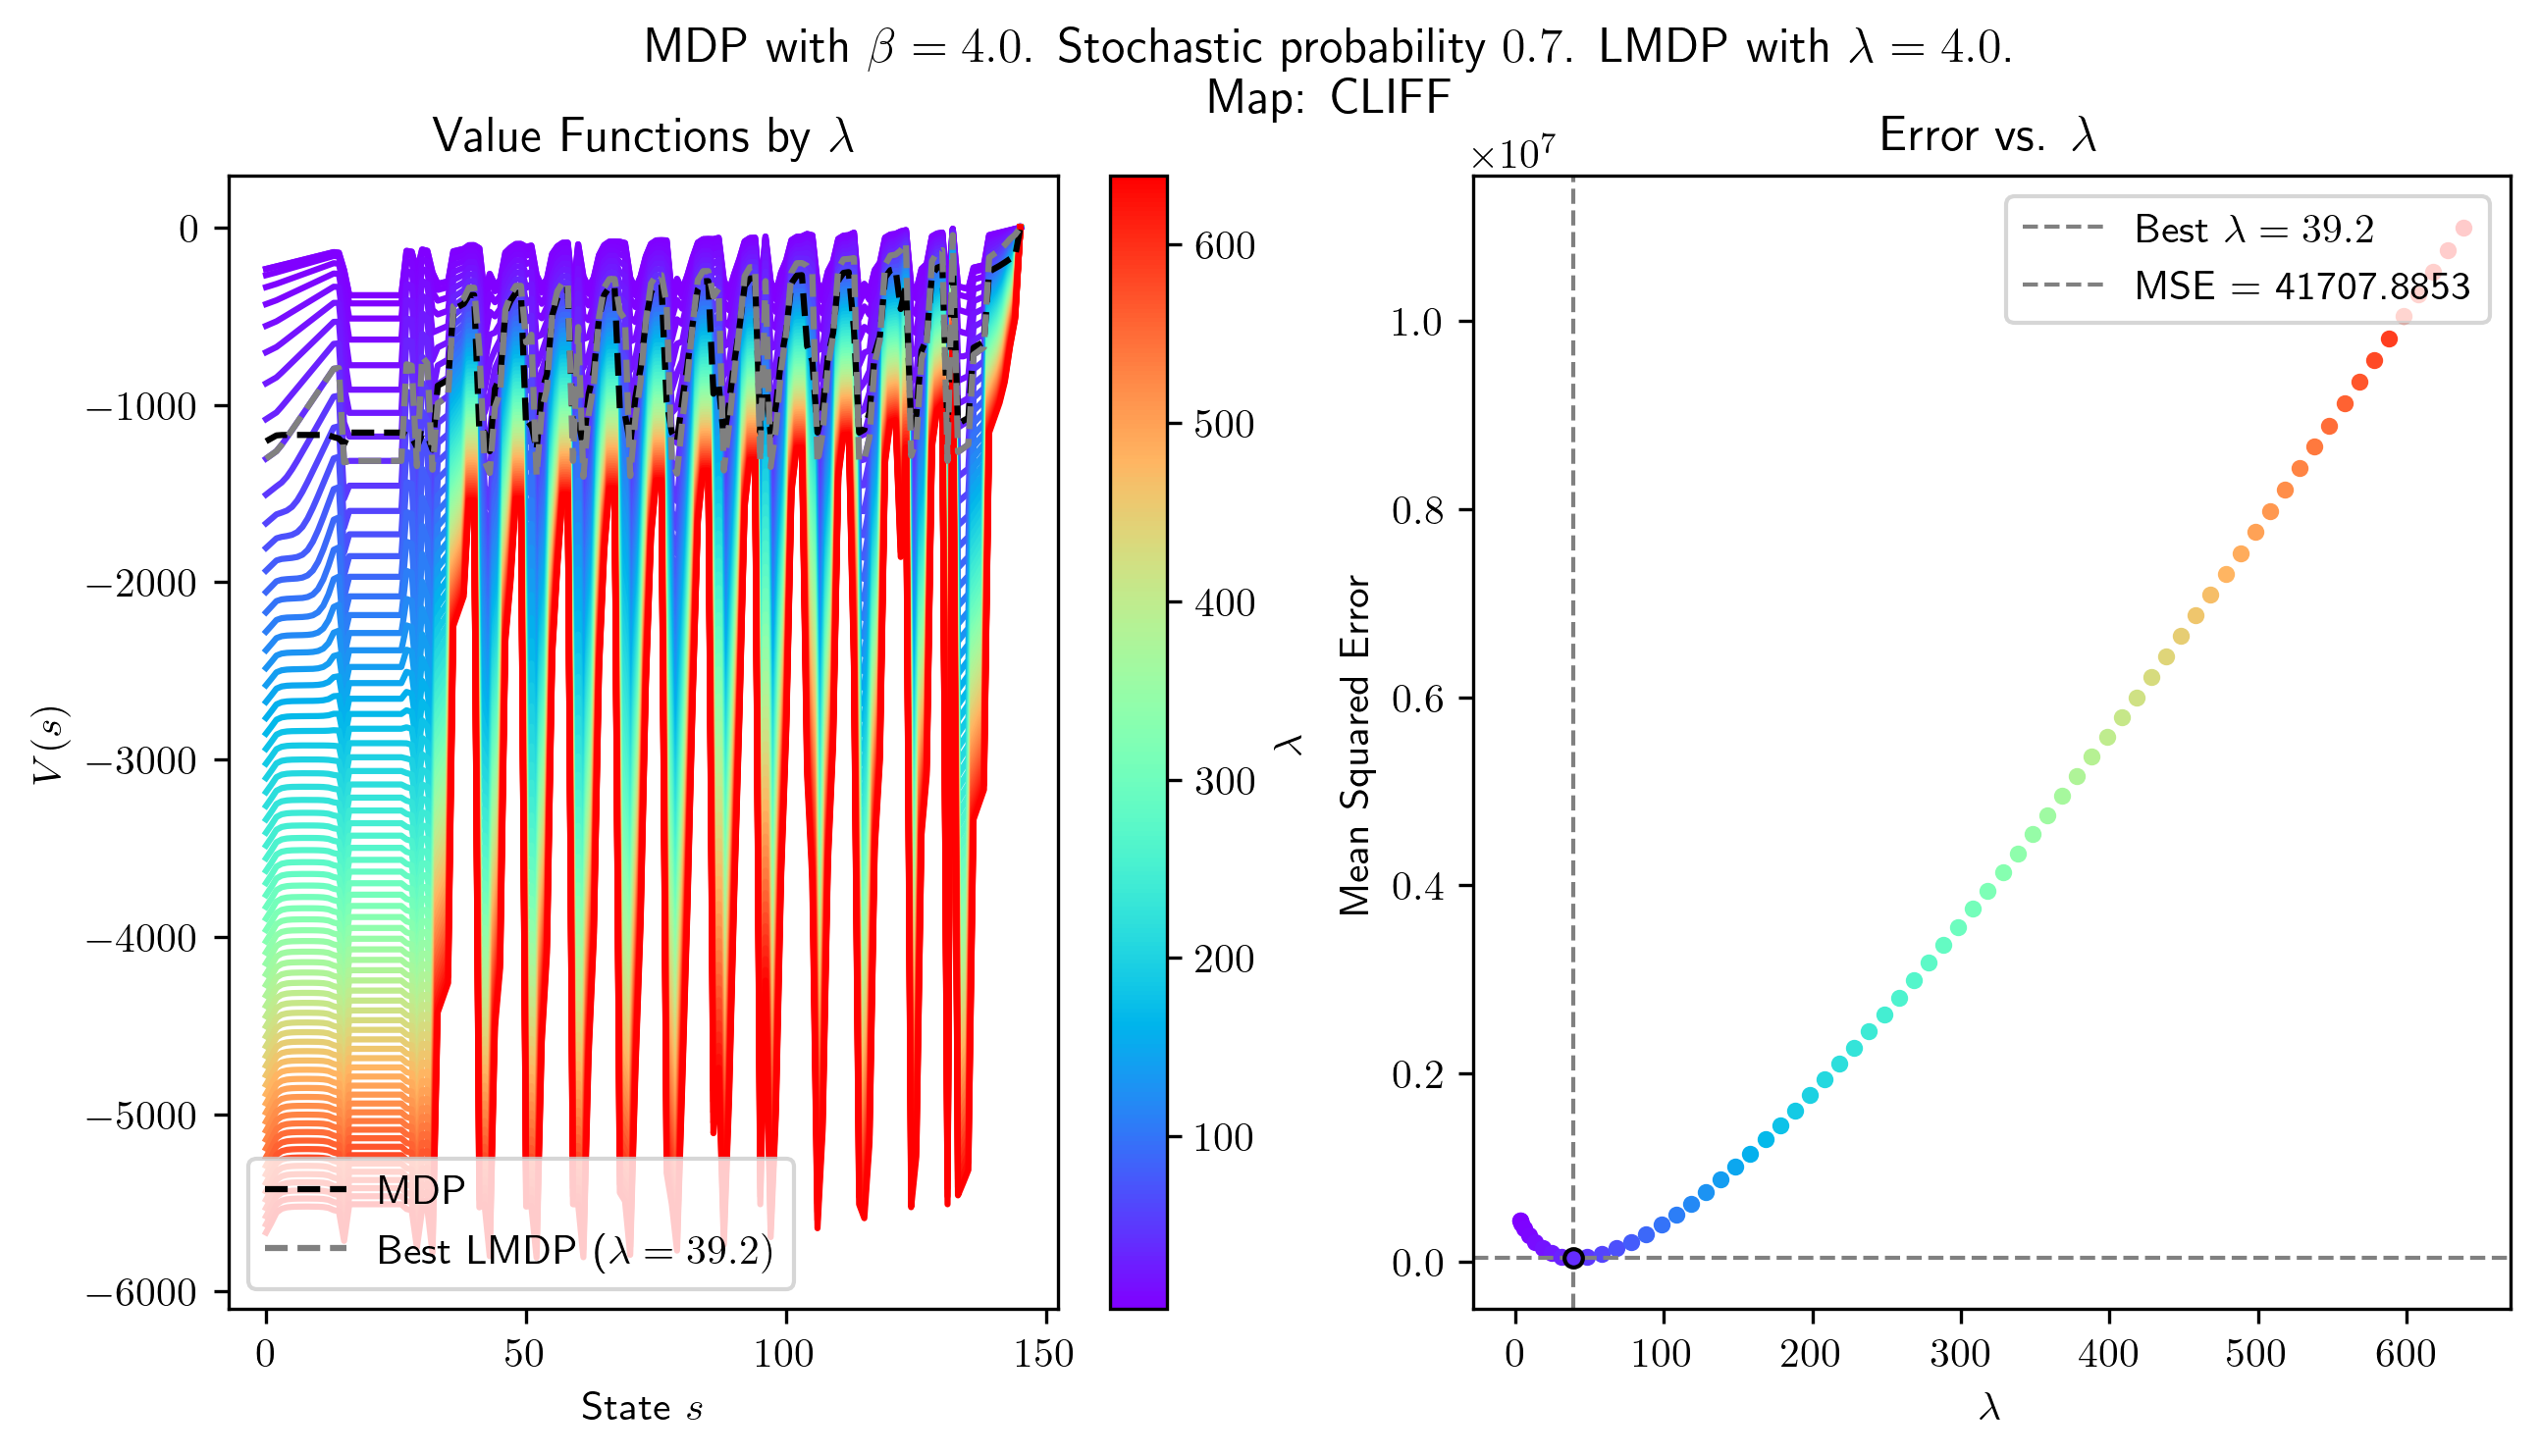 MDP with β = 4.0. Stochastic probability 0.7. LMDP with λ = 4.0.
Map: CLIFF
Value Functions by λ
0
−1000
−2000
−3000
−4000
−5000
−6000
V(s)
MDP
Best LMDP (λ = 39.2)
0
50
100
150
State s
600
500
400
300
200
100
λ
Error vs. λ
×10⁷
Best λ = 39.2
MSE = 41707.8853
1.0
0.8
0.6
0.4
0.2
0.0
Mean Squared Error
0
100
200
300
400
500
600
λ